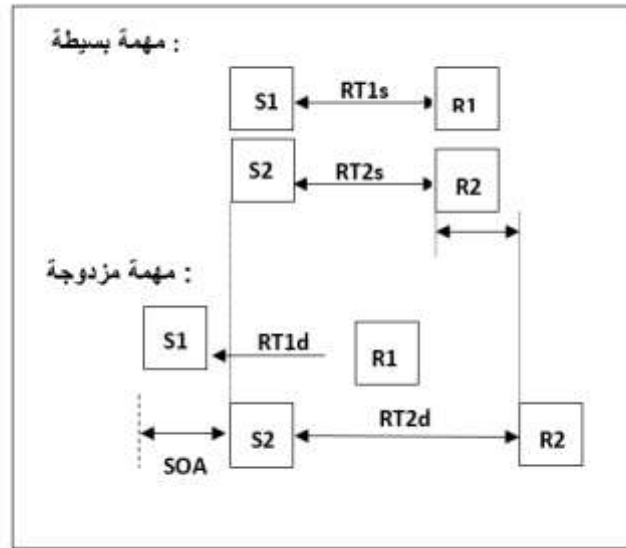 مهمة بسيطة :
S1 RT1s R1
S2 RT2s R2
مهمة مزدوجة :
S1 RT1d R1
S2 RT2d R2
SOA